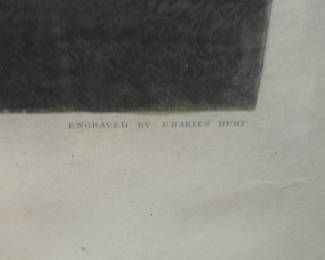 ENGRAVED BY CHARLES HUNT.